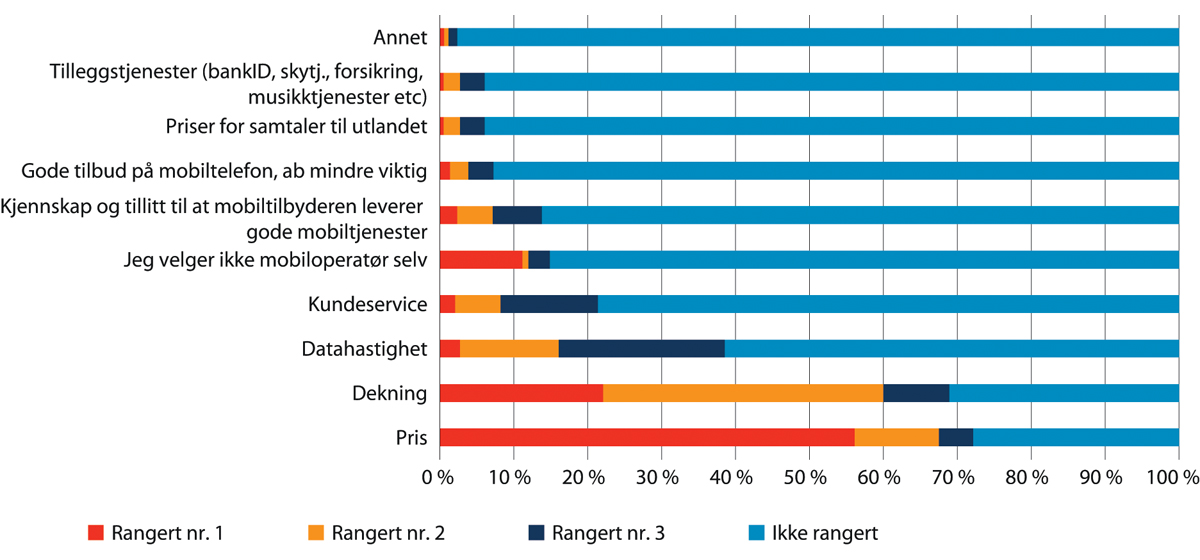 Annet
Tilleggstjenester (bankID, skytj., forsikring,
musikktjenester etc)
Priser for samtaler til utlandet
Gode tilbud på mobiltelefon, ab mindre viktig
Kjennskap og tillitt til at mobiltilbyderen leverer
gode mobiltjenester
Jeg velger ikke mobiloperatør selv
Kundeservice
Datahastighet
Dekning
Pris
0 % 10 % 20 % 30 % 40 % 50 % 60 % 70 % 80 % 90 % 100 %
Rangert nr. 1 Rangert nr. 2 Rangert nr. 3 Ikke rangert